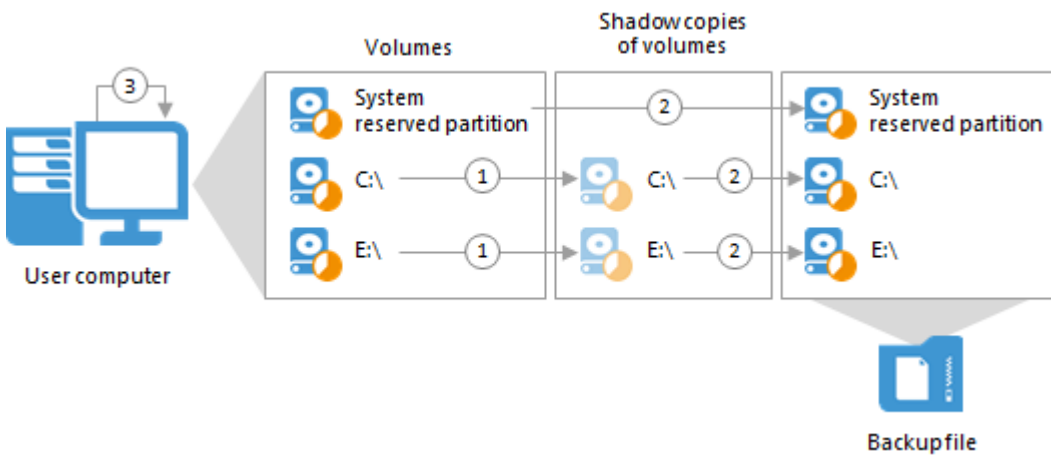 Shadow copies
of volumes
Volumes
3
System
reserved partition
2
System
reserved partition
C:\
1
C:\
2
C:\
E:\
1
E:\
2
E:\
User computer
Backup file